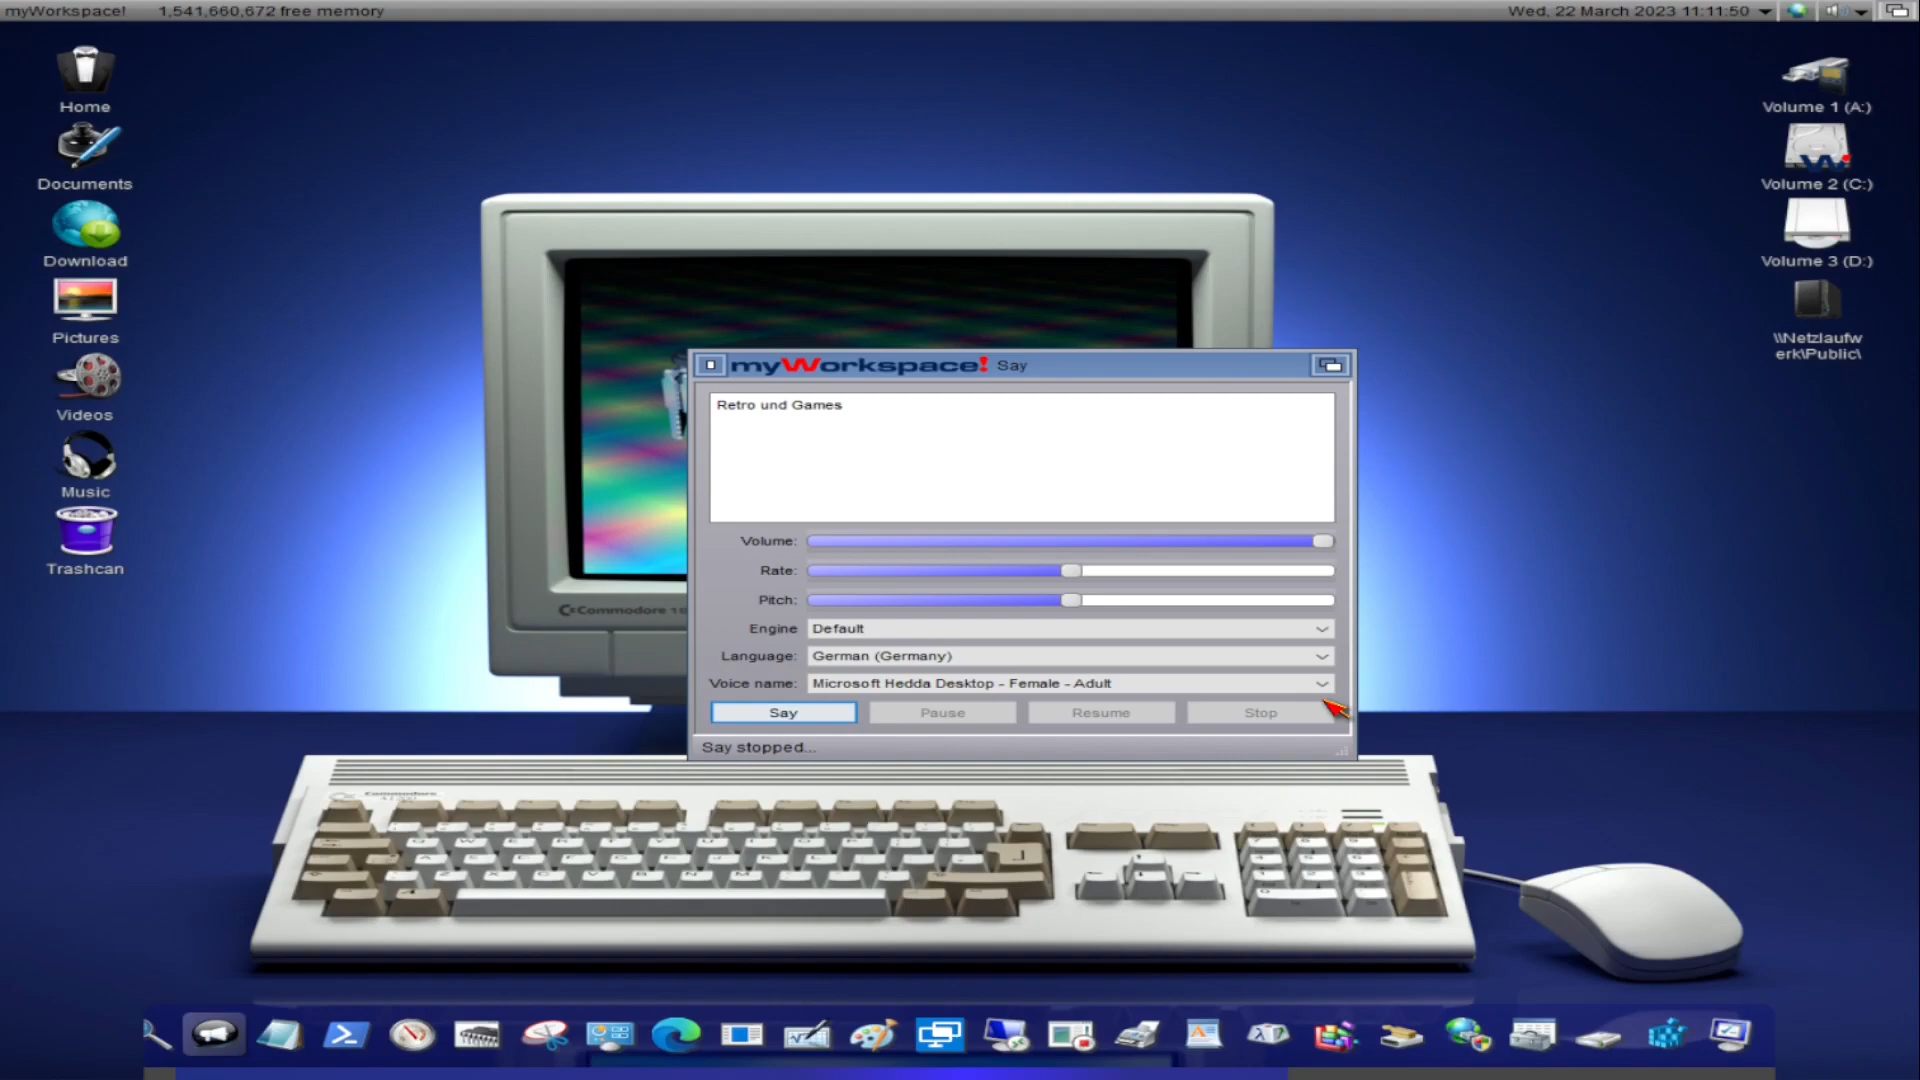 myWorkspace! 1,541,660,672 free memory
Wed, 22 March 2023 11:11:50
Home
Documents
Download
Pictures
Videos
Music
Trashcan
Volume 1 (A:)
Volume 2 (C:)
Volume 3 (D:)
\\Netzlaufw
erk\Public\
myWorkspace! Say
Retro und Games
Volume:
Rate:
Pitch:
Engine Default
Language: German (Germany)
Voice name: Microsoft Hedda Desktop - Female - Adult
Say Pause Resume Stop
Say stopped...
Commodore
Commodore